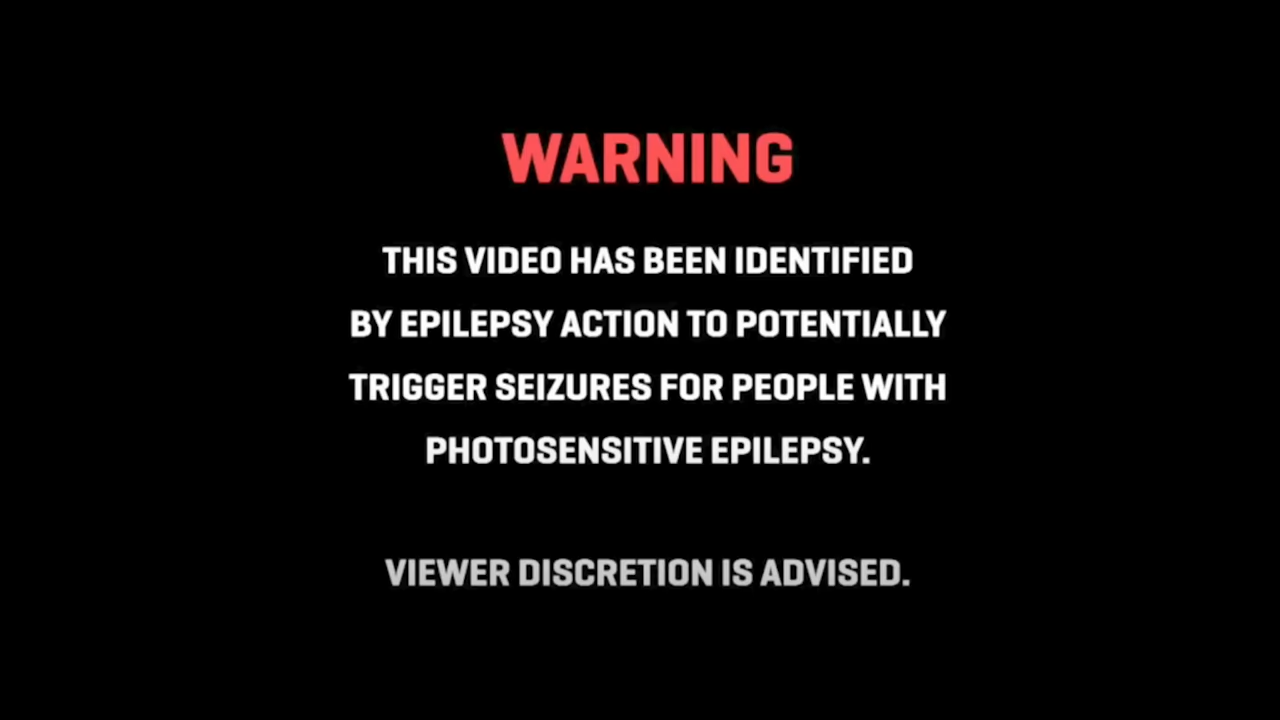 WARNING
THIS VIDEO HAS BEEN IDENTIFIED
BY EPILEPSY ACTION TO POTENTIALLY
TRIGGER SEIZURES FOR PEOPLE WITH
PHOTOSENSITIVE EPILEPSY.
VIEWER DISCRETION IS ADVISED.